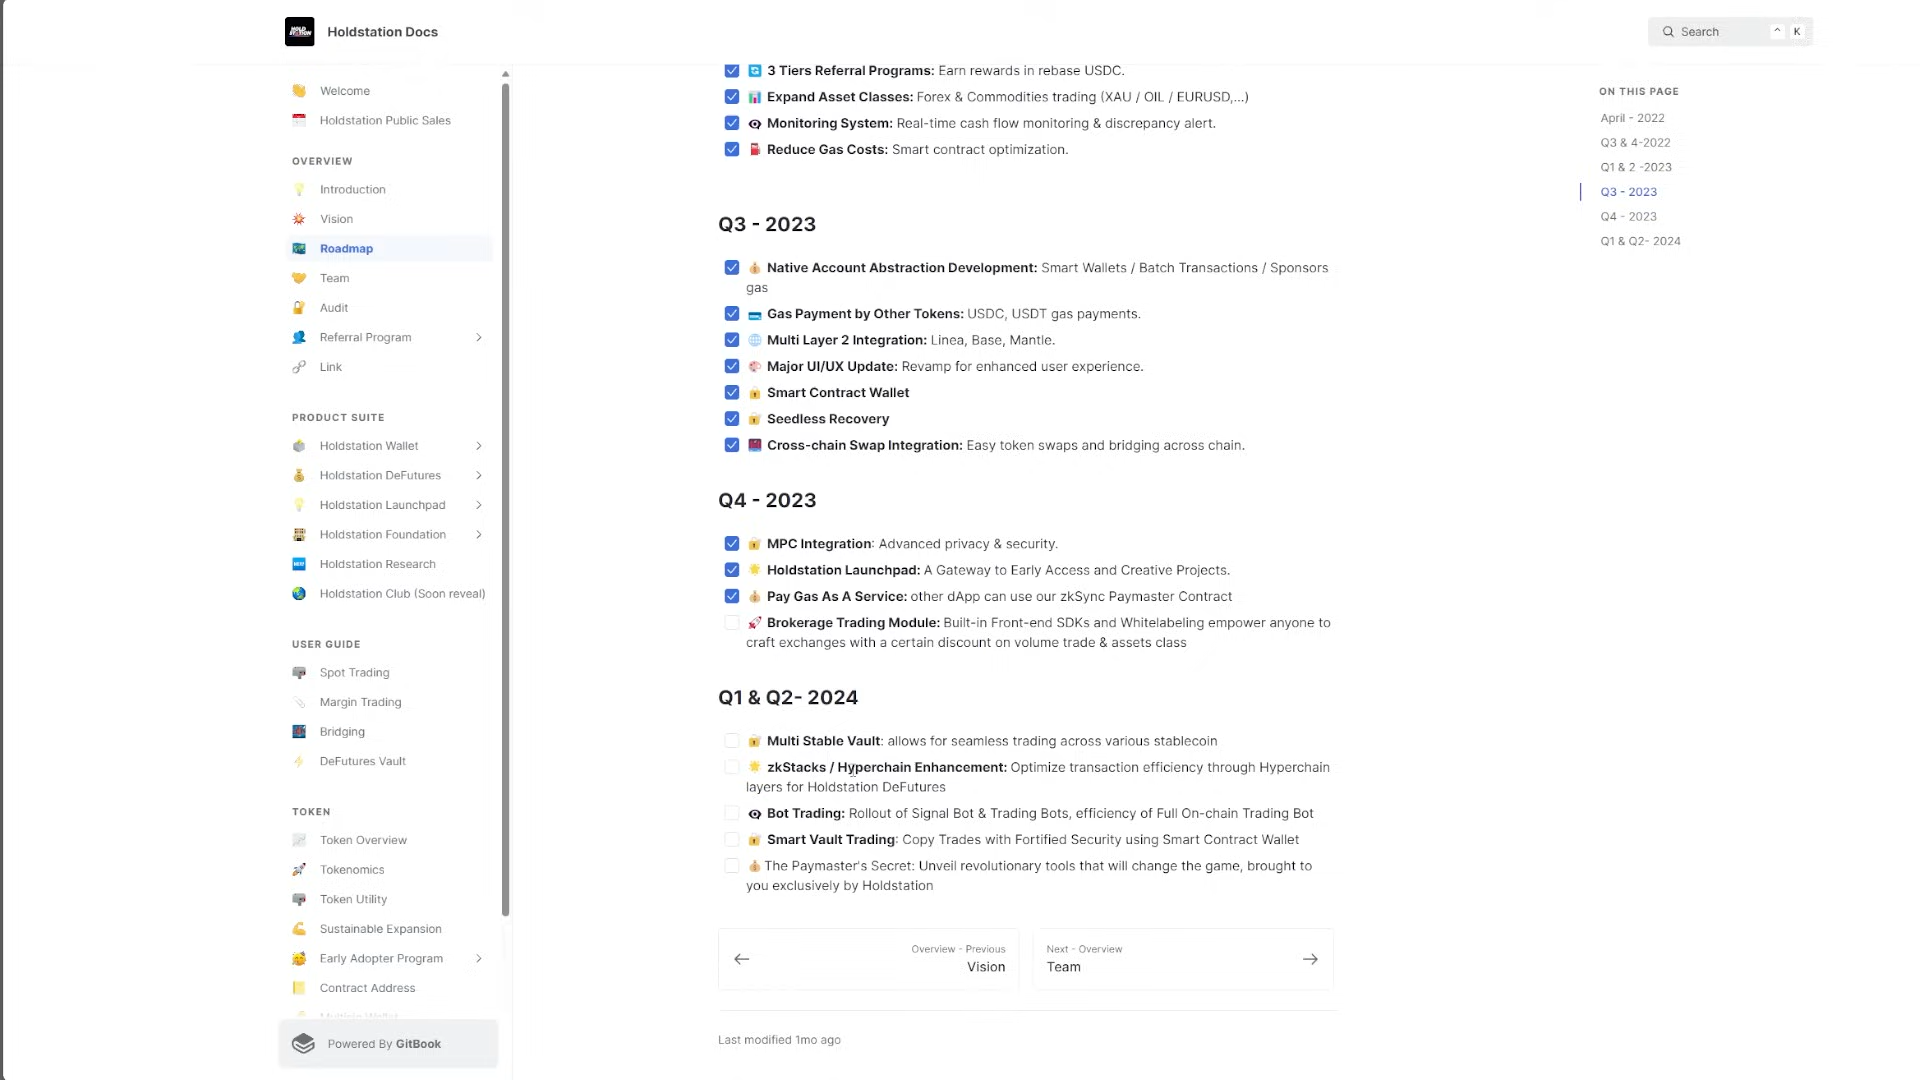 Holdstation Docs
Search
^ K
Welcome
Holdstation Public Sales
OVERVIEW
Introduction
Vision
Roadmap
Team
Audit
Referral Program
Link
PRODUCT SUITE
Holdstation Wallet
Holdstation DeFutures
Holdstation Launchpad
Holdstation Foundation
Holdstation Research
Holdstation Club (Soon reveal)
USER GUIDE
Spot Trading
Margin Trading
Bridging
DeFutures Vault
TOKEN
Token Overview
Tokenomics
Token Utility
Sustainable Expansion
Early Adopter Program
Contract Address
Powered By GitBook
3 Tiers Referral Programs: Earn rewards in rebase USDC.
Expand Asset Classes: Forex & Commodities trading (XAU / OIL / EURUSD,...)
Monitoring System: Real-time cash flow monitoring & discrepancy alert.
Reduce Gas Costs: Smart contract optimization.
Q3 - 2023
Native Account Abstraction Development: Smart Wallets / Batch Transactions / Sponsors
gas
Gas Payment by Other Tokens: USDC, USDT gas payments.
Multi Layer 2 Integration: Linea, Base, Mantle.
Major UI/UX Update: Revamp for enhanced user experience.
Smart Contract Wallet
Seedless Recovery
Cross-chain Swap Integration: Easy token swaps and bridging across chain.
Q4 - 2023
MPC Integration: Advanced privacy & security.
Holdstation Launchpad: A Gateway to Early Access and Creative Projects.
Pay Gas As A Service: other dApp can use our zkSync Paymaster Contract
Brokerage Trading Module: Built-in Front-end SDKs and Whitelabeling empower anyone to
craft exchanges with a certain discount on volume trade & assets class
Q1 & Q2- 2024
Multi Stable Vault: allows for seamless trading across various stablecoin
zkStacks / Hyperchain Enhancement: Optimize transaction efficiency through Hyperchain
layers for Holdstation DeFutures
Bot Trading: Rollout of Signal Bot & Trading Bots, efficiency of Full On-chain Trading Bot
Smart Vault Trading: Copy Trades with Fortified Security using Smart Contract Wallet
The Paymaster's Secret: Unveil revolutionary tools that will change the game, brought to
you exclusively by Holdstation
Overview - Previous
Vision
Next - Overview
Team
Last modified 1mo ago
ON THIS PAGE
April - 2022
Q3 & 4-2022
Q1 & 2 -2023
Q3 - 2023
Q4 - 2023
Q1 & Q2- 2024